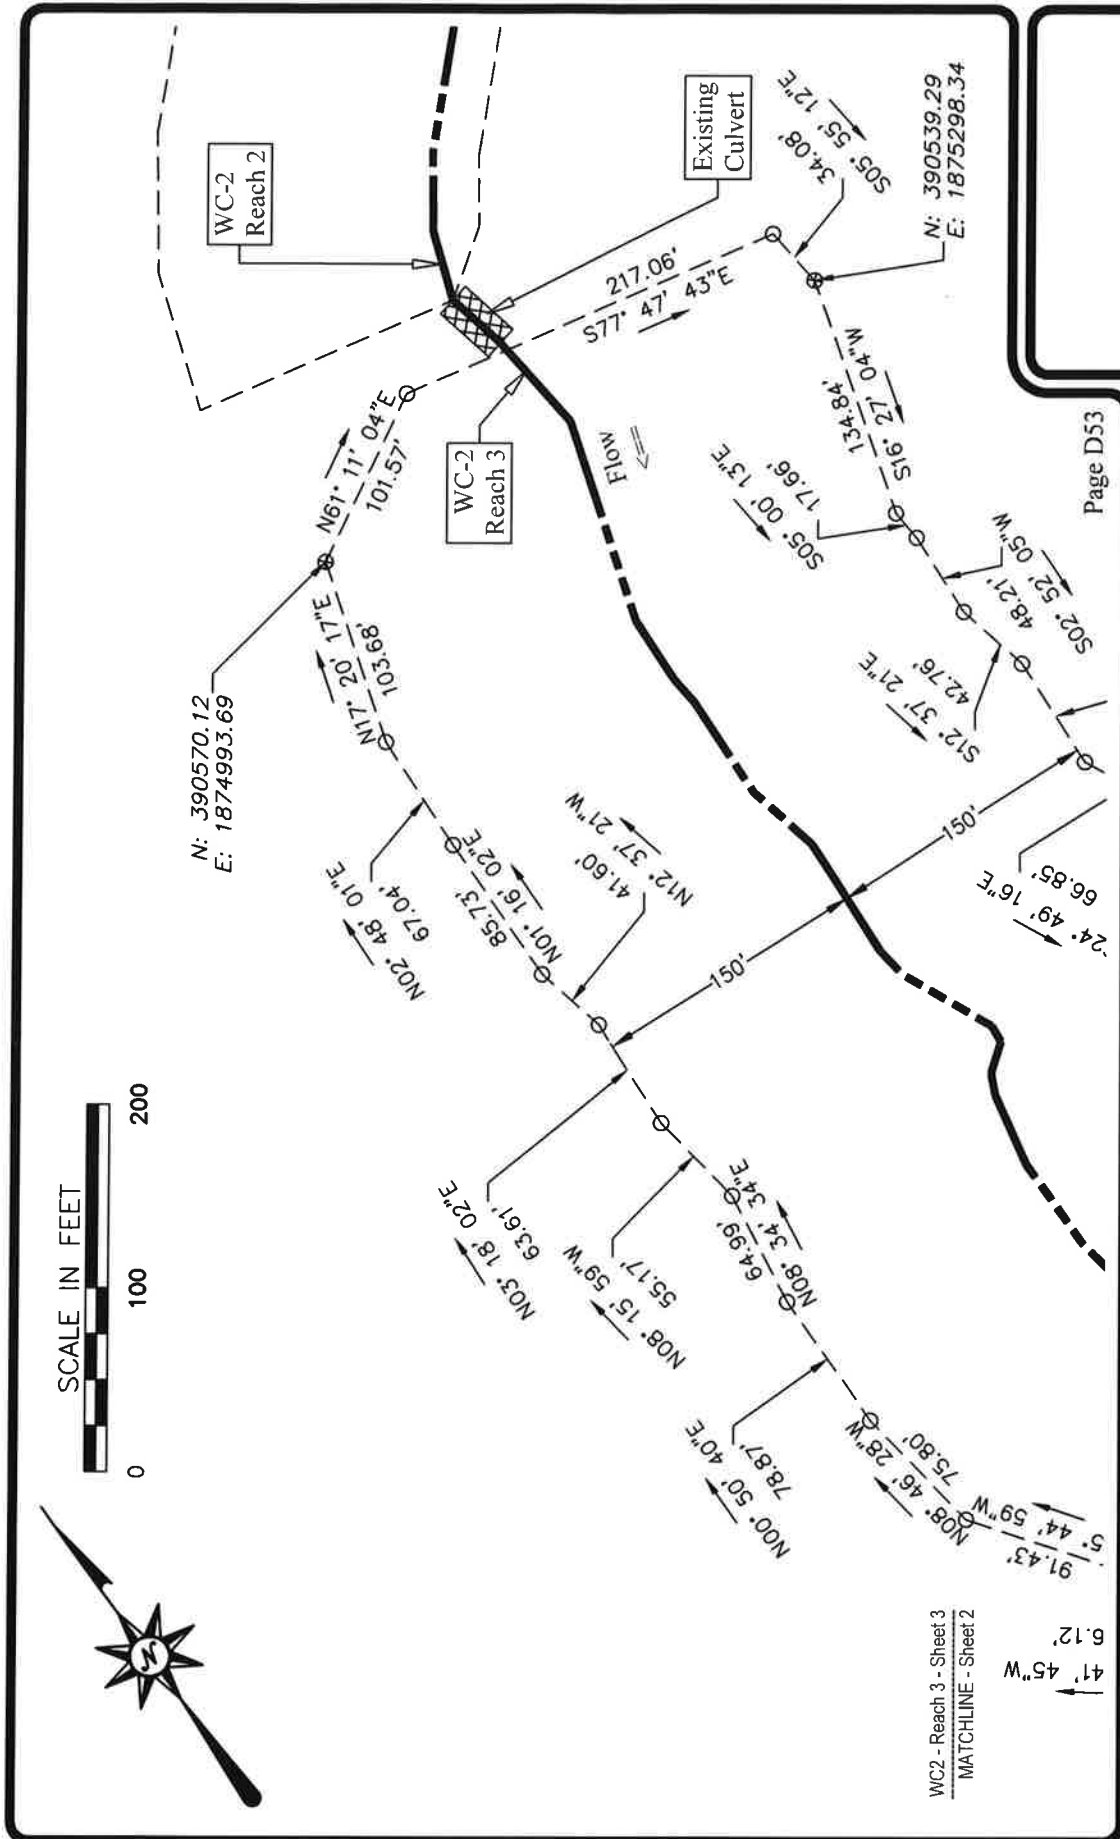 SCALE IN FEET
0
100
200
N: 390570.12
E: 1874993.69
WC-2
Reach 2
Existing
Culvert
WC-2
Reach 3
Flow
N61° 11' 04"E
101.57'
217.06'
S77° 47' 43"E
34.08'
S05° 55' 12"E
N: 390539.29
E: 1875298.34
134.84'
S16° 27' 04"W
S05° 00' 13"E
17.66'
48.21'
S02° 52' 05"W
S12° 37' 21"E
42.76'
24° 49' 16"E
66.85'
150'
150'
N17° 20' 17"E
103.68'
N02° 48' 01"E
67.04'
85.73'
N01° 16' 02"E
41.60'
N12° 37' 21"W
N03° 18' 02"E
63.61'
N08° 15' 59"W
55.17'
64.99'
N08° 34' 34"E
N00° 50' 40"E
78.87'
N08° 46' 28"W
75.80'
5° 44' 59"W
91.43'
41' 45"W
6.12'
N
WC2 - Reach 3 - Sheet 3
MATCHLINE - Sheet 2
Page D53